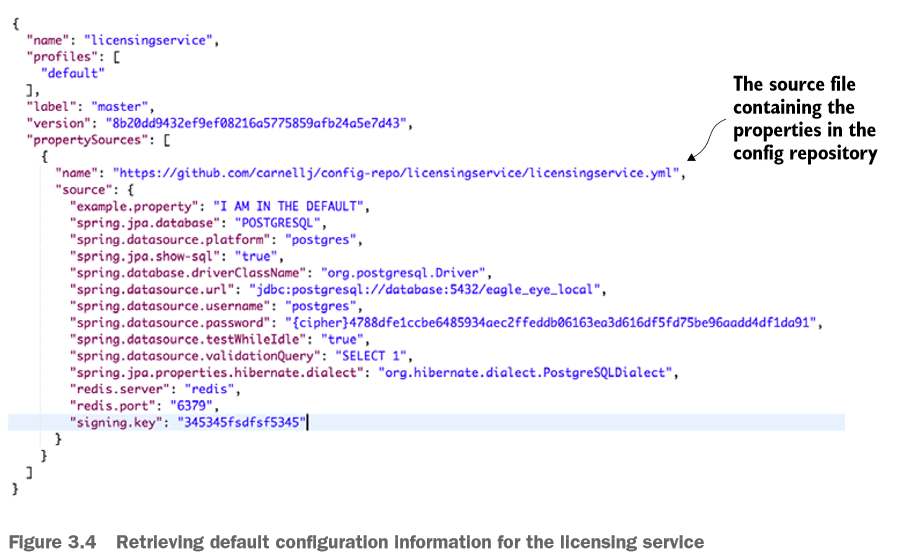 {
"name": "licensingservice",
"profiles": [
"default"
],
"label": "master",
"version": "8b20dd9432ef9ef08216a5775859afb24a5e7d43",
"propertySources": [
{
"name": "https://github.com/carnellj/config-repo/licensingservice/licensingservice.yml",
"source": {
"example.property": "I AM IN THE DEFAULT",
"spring.jpa.database": "POSTGRESQL",
"spring.datasource.platform": "postgres",
"spring.jpa.show-sql": "true",
"spring.database.driverClassName": "org.postgresql.Driver",
"spring.datasource.url": "jdbc:postgresql://database:5432/eagle_eye_local",
"spring.datasource.username": "postgres",
"spring.datasource.password": "{cipher}4788dfe1ccbe6485934aec2ffeddb06163ea3d616df5fd75be96aadd4df1da91",
"spring.datasource.testWhileIdle": "true",
"spring.datasource.validationQuery": "SELECT 1",
"spring.jpa.properties.hibernate.dialect": "org.hibernate.dialect.PostgreSQLDialect",
"redis.server": "redis",
"redis.port": "6379",
"signing.key": "345345fsdfsf5345"
}
}
]
}
The source file
containing the
properties in the
config repository
Figure 3.4 Retrieving default configuration information for the licensing service